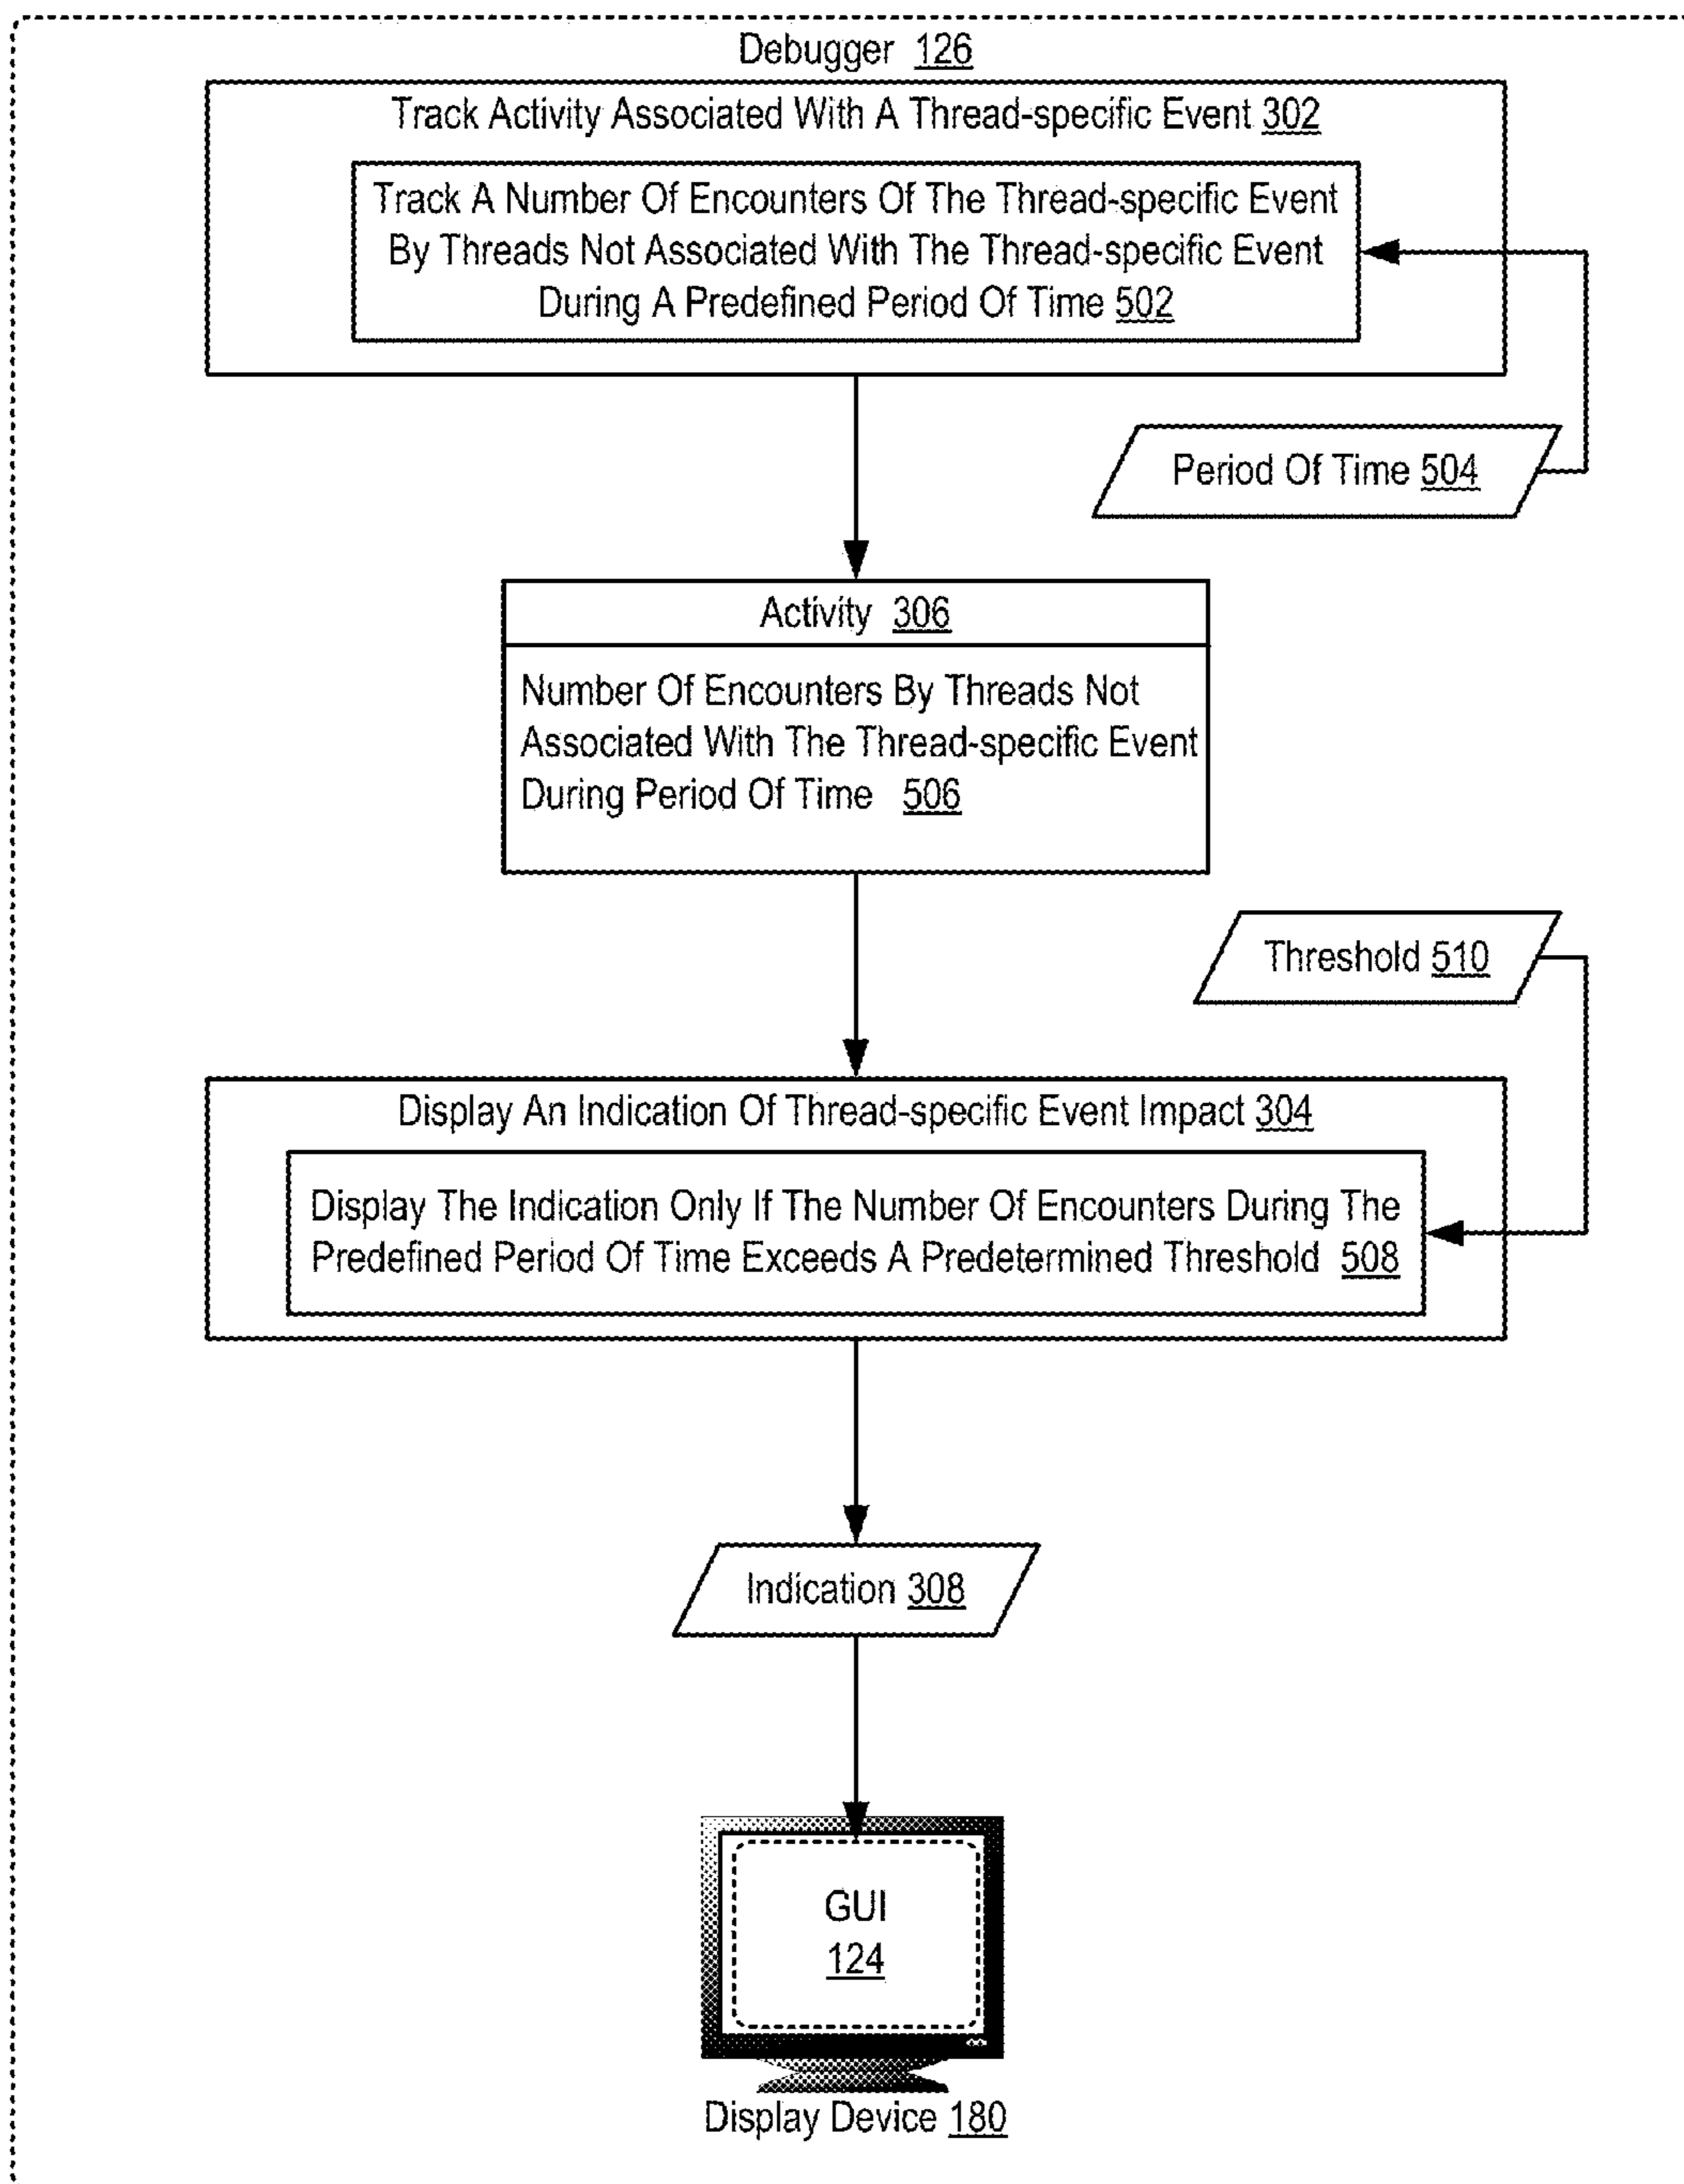 Debugger 126
Track Activity Associated With A Thread-specific Event 302
Track A Number Of Encounters Of The Thread-specific Event
By Threads Not Associated With The Thread-specific Event
During A Predefined Period Of Time 502
Period Of Time 504
Activity 306
Number Of Encounters By Threads Not
Associated With The Thread-specific Event
During Period Of Time 506
Threshold 510
Display An Indication Of Thread-specific Event Impact 304
Display The Indication Only If The Number Of Encounters During The
Predefined Period Of Time Exceeds A Predetermined Threshold 508
Indication 308
GUI
124
Display Device 180